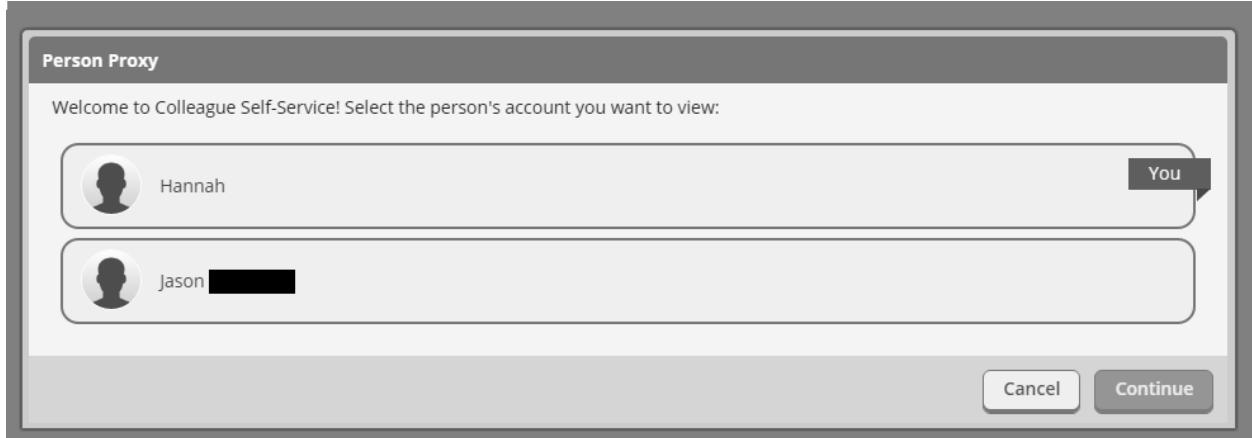 Person Proxy
Welcome to Colleague Self-Service! Select the person's account you want to view:
Hannah
You
Jason
Cancel
Continue